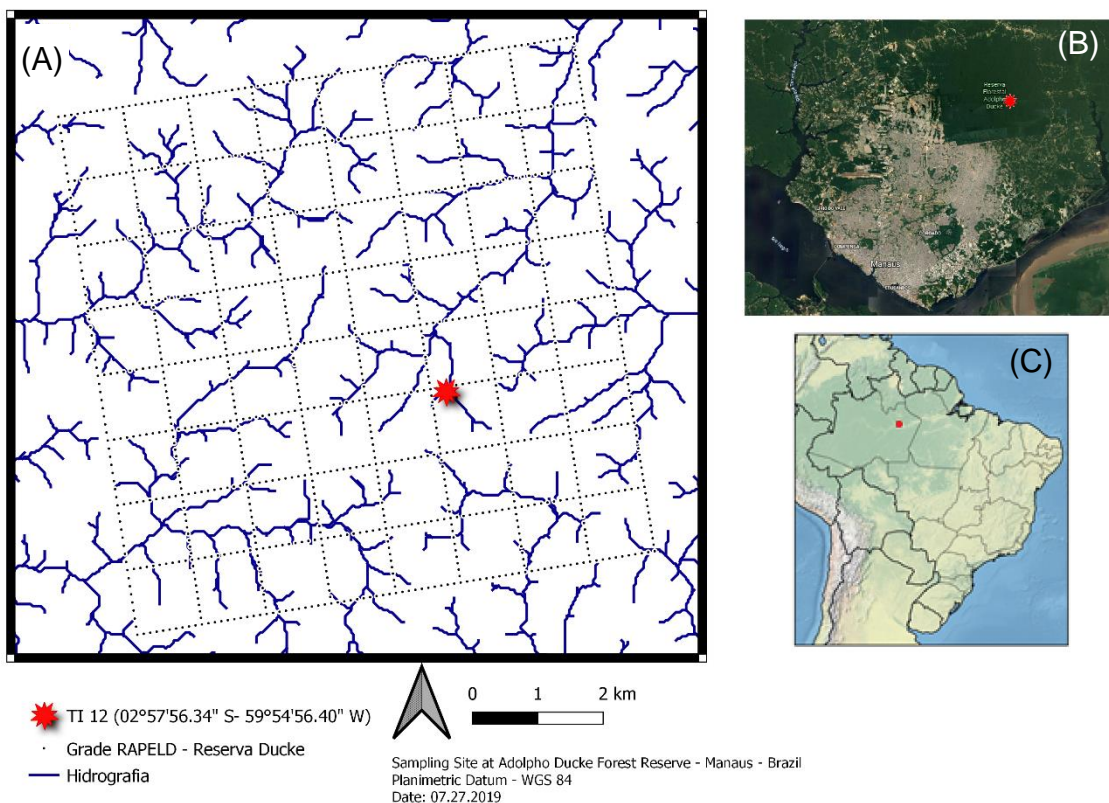 (A)
(B)
Reserva
Florestal
Adolpho
Ducke
Manaus
(C)
TI 12 (02°57'56.34" S- 59°54'56.40" W)
Grade RAPELD - Reserva Ducke
Hidrografia
0 1 2 km
Sampling Site at Adolpho Ducke Forest Reserve - Manaus - Brazil
Planimetric Datum - WGS 84
Date: 07.27.2019